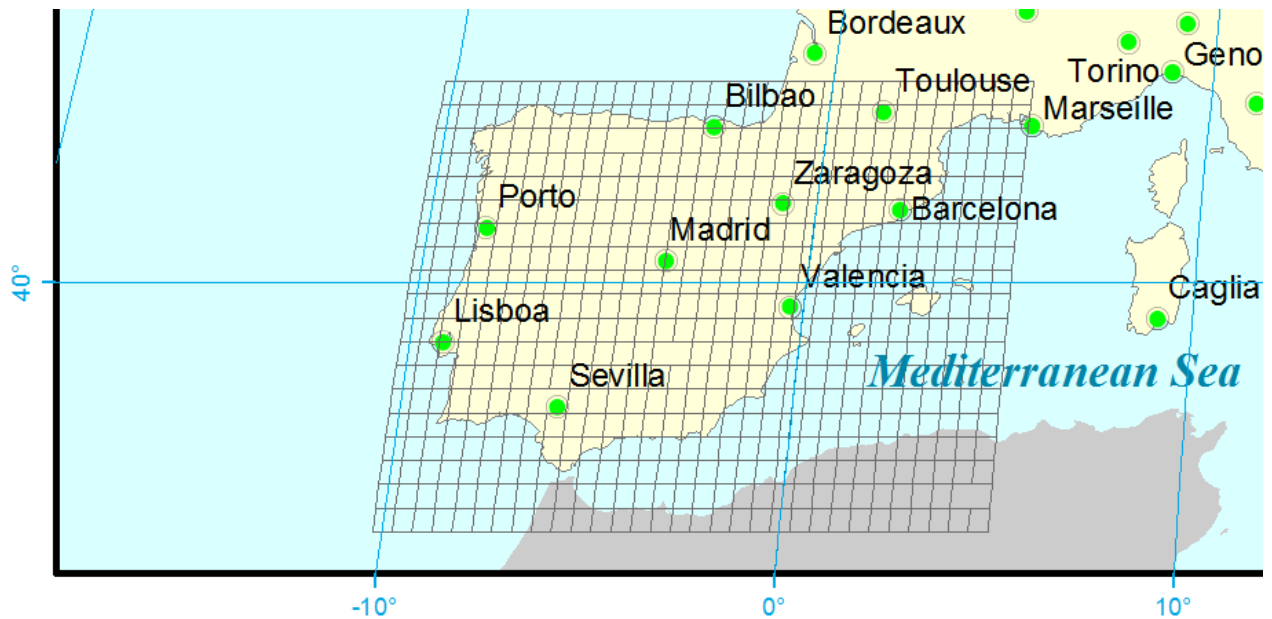 Bordeaux
Geno
Torino
Toulouse
Bilbao
Marseille
Zaragoza
Porto
Barcelona
Madrid
40°
Valencia
Caglia
Lisboa
Mediterranean Sea
Sevilla
-10°
0°
10°